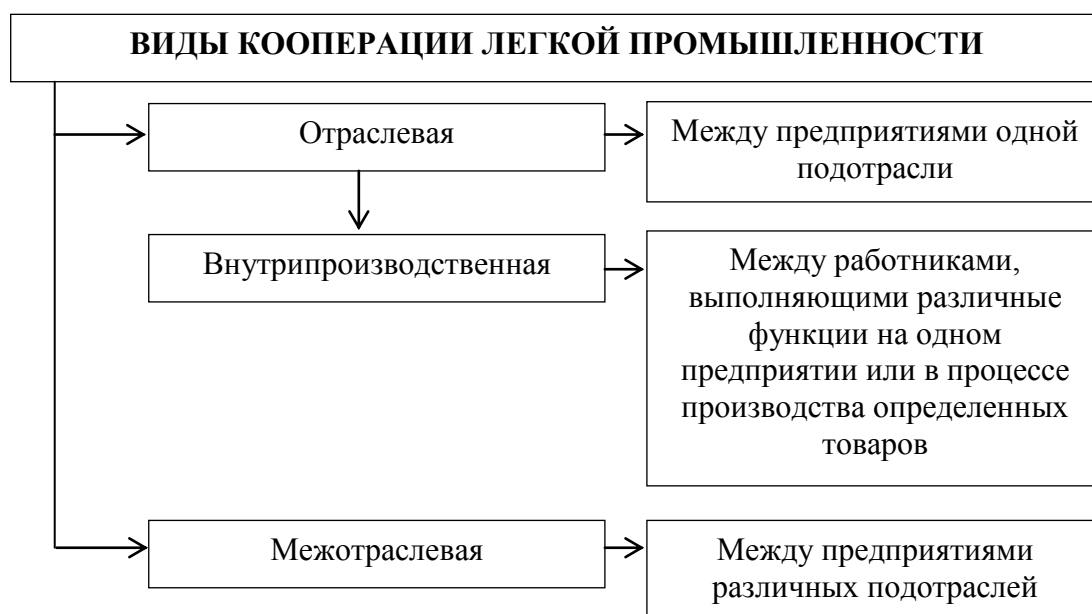 ВИДЫ КООПЕРАЦИИ ЛЕГКОЙ ПРОМЫШЛЕННОСТИ
Отраслевая
Между предприятиями одной
подотрасли
Внутрипроизводственная
Между работниками,
выполняющими различные
функции на одном
предприятии или в процессе
производства определенных
товаров
Межотраслевая
Между предприятиями
различных подотраслей